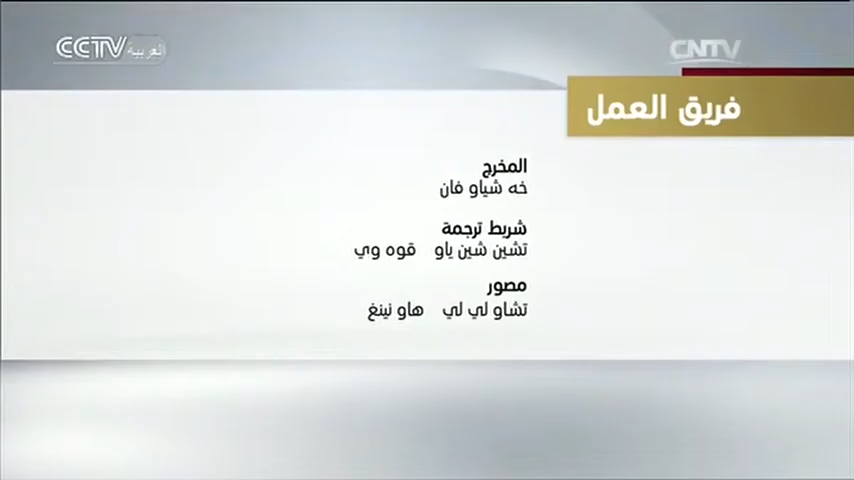 CCTV العربية
CNTV
فريق العمل
المخرج
خه شياو فان
شريط ترجمة
تشين شين ياو قوه وي
مصور
تشاو لي لي هاو نينغ